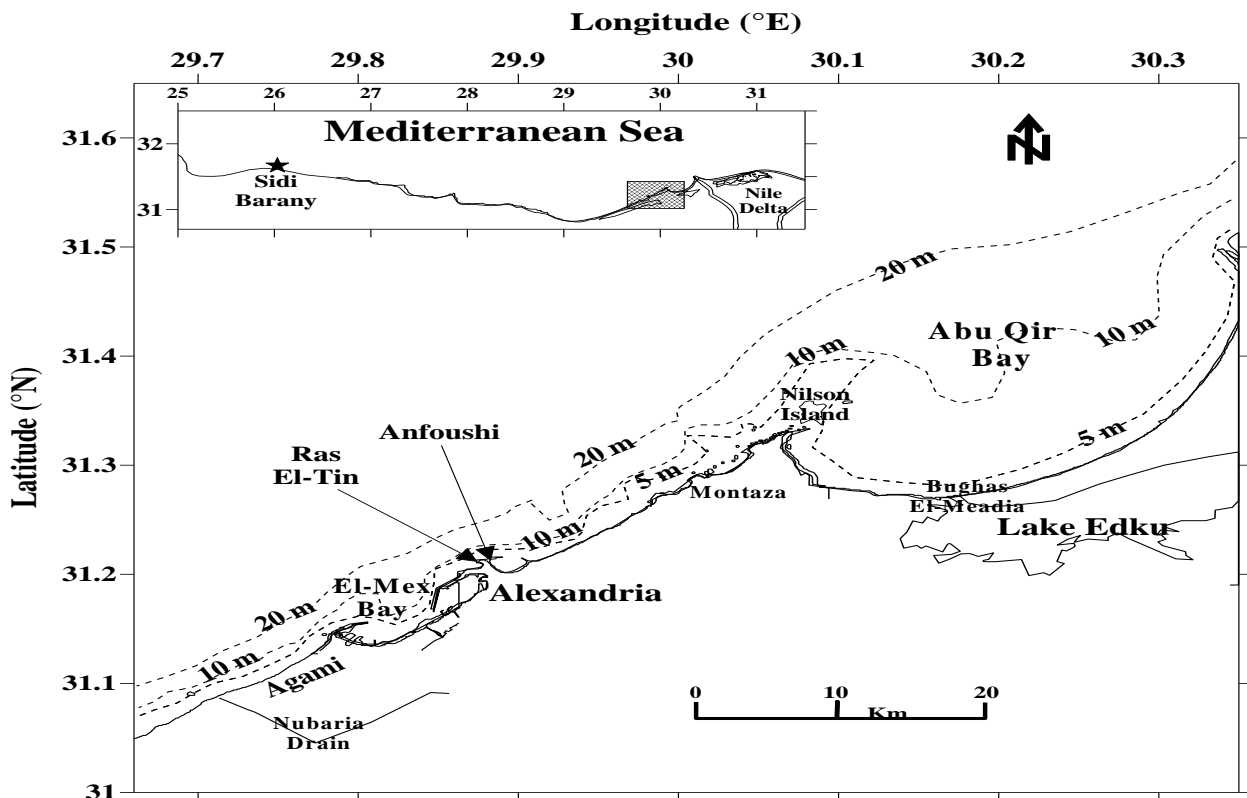 Longitude (°E)
29.7 29.8 29.9 30 30.1 30.2 30.3
25 26 27 28 29 30 31
Mediterranean Sea
32
31
Sidi
Barany
Nile
Delta
N
31.6
31.5
31.4
31.3
31.2
31.1
31
Latitude (°N)
20 m
Abu Qir
Bay
10 m
10 m
Nilson
Island
5 m
Anfoushi
Ras
El-Tin
20 m
5 m
Montaza
Bughas
El-Meadia
Lake Edku
10 m
El-Mex
Bay
Alexandria
20 m
10 m
Agami
Nubaria
Drain
0 10 20
Km